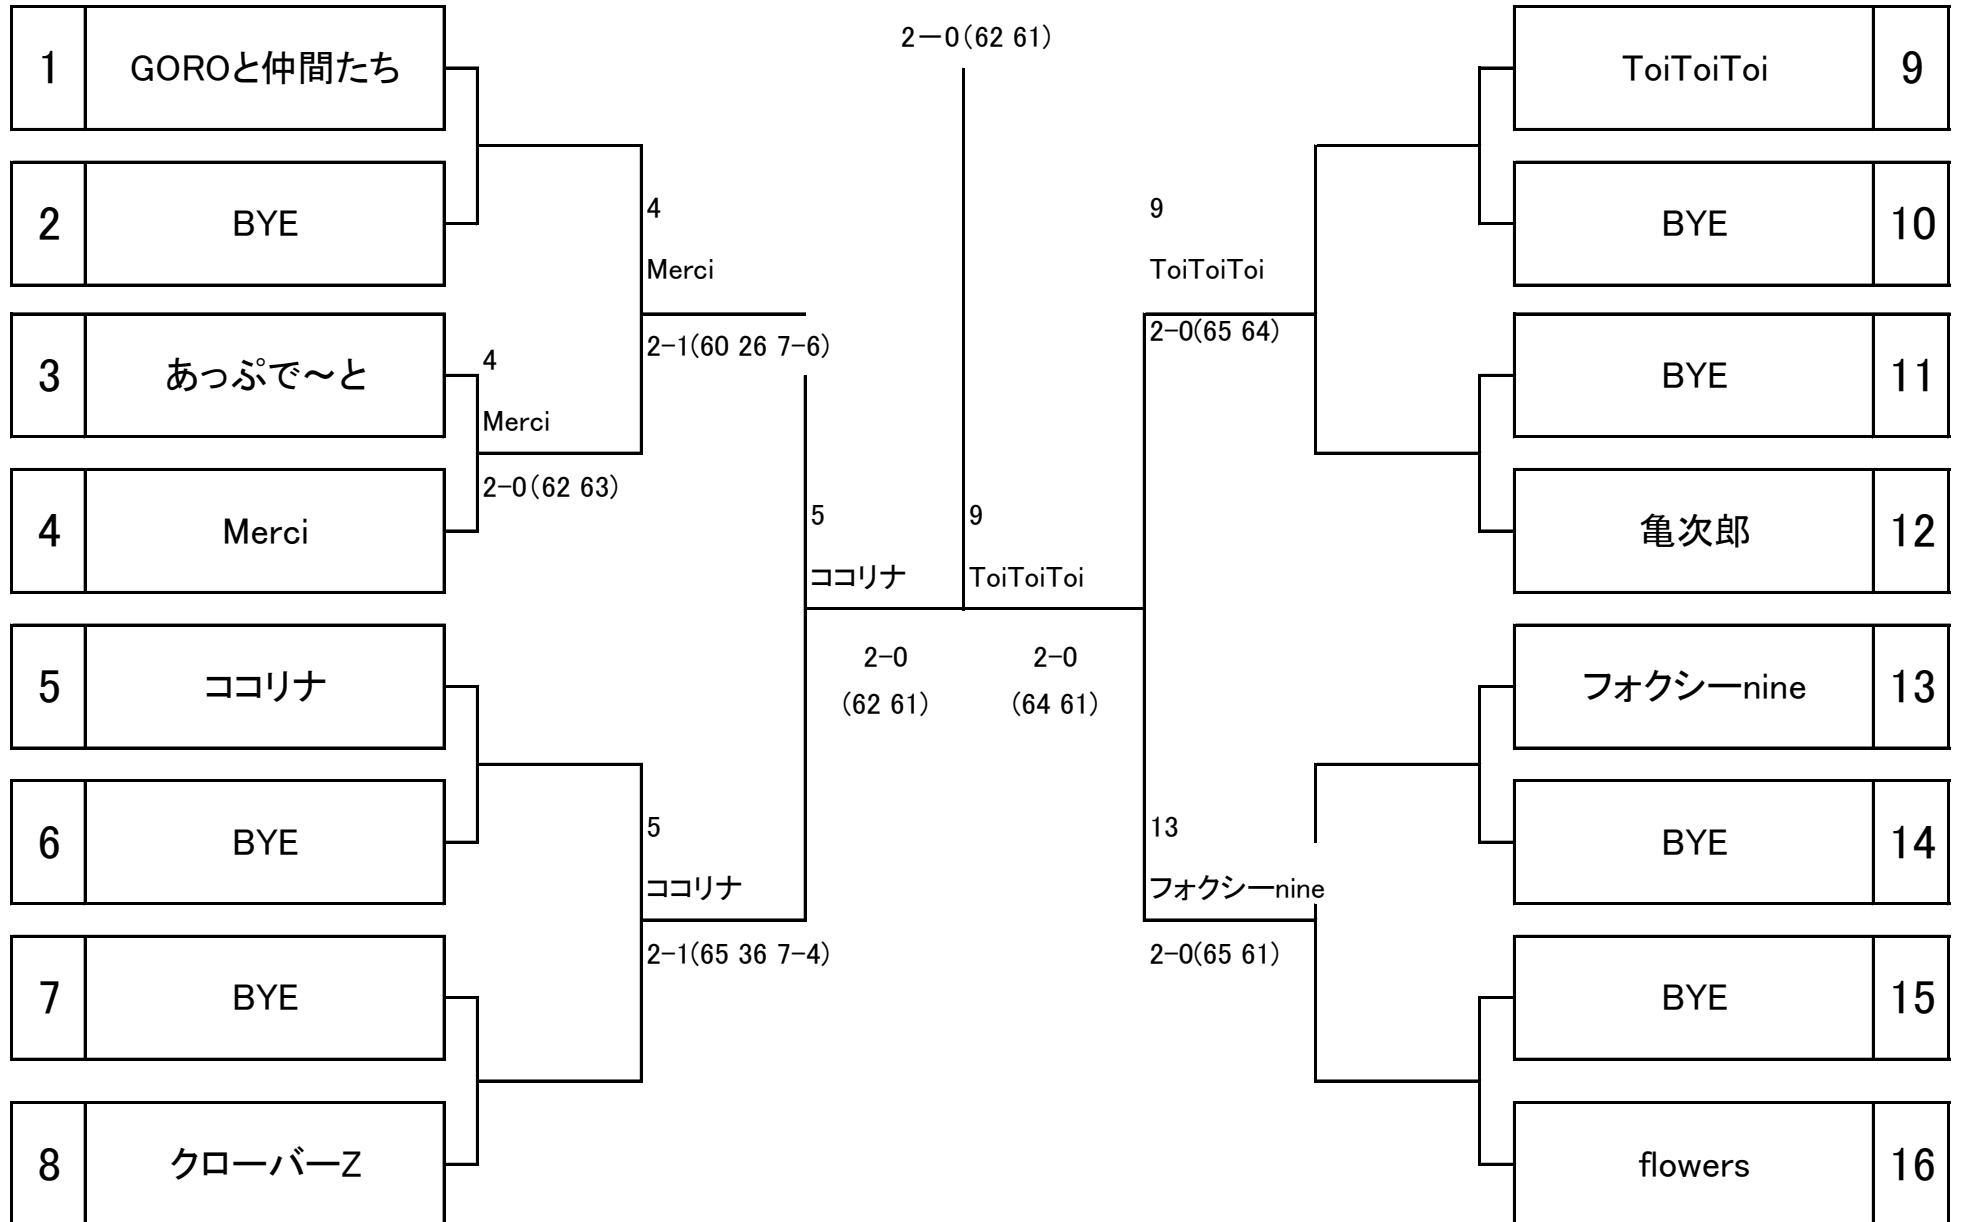 2－0(62 61)
1 GOROと仲間たち
2 BYE
3 あっぷで～と
4 Merci
5 ココリナ
6 BYE
7 BYE
8 クローバーZ
4
Merci
2-0(62 63)
4
Merci
2-1(60 26 7-6)
5
ココリナ
2-1(65 36 7-4)
5
ココリナ
2-0
(62 61)
9
ToiToiToi
2-0
(64 61)
9
ToiToiToi
2-0(65 64)
13
フォクシーnine
2-0(65 61)
ToiToiToi 9
BYE 10
BYE 11
亀次郎 12
フォクシーnine 13
BYE 14
BYE 15
flowers 16